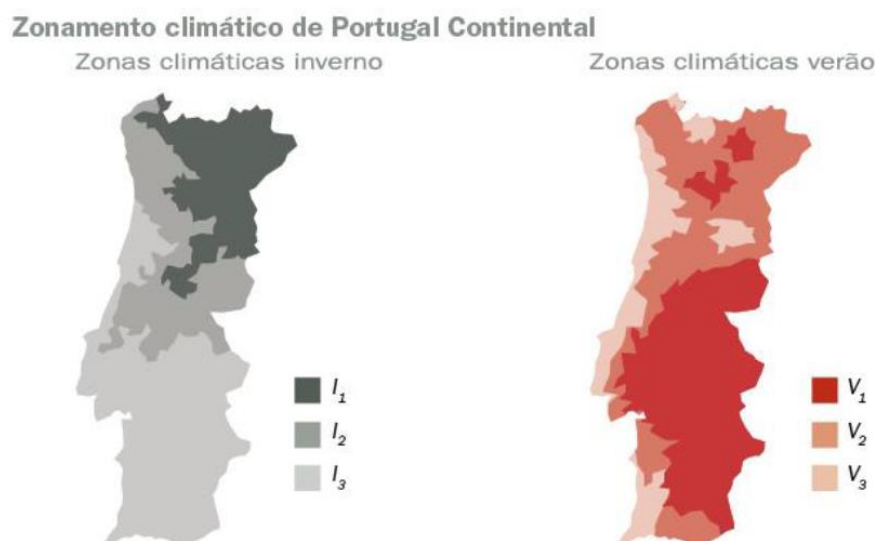 Zonamento climático de Portugal Continental
Zonas climáticas inverno
Zonas climáticas verão
I1
I2
I3
V1
V2
V3